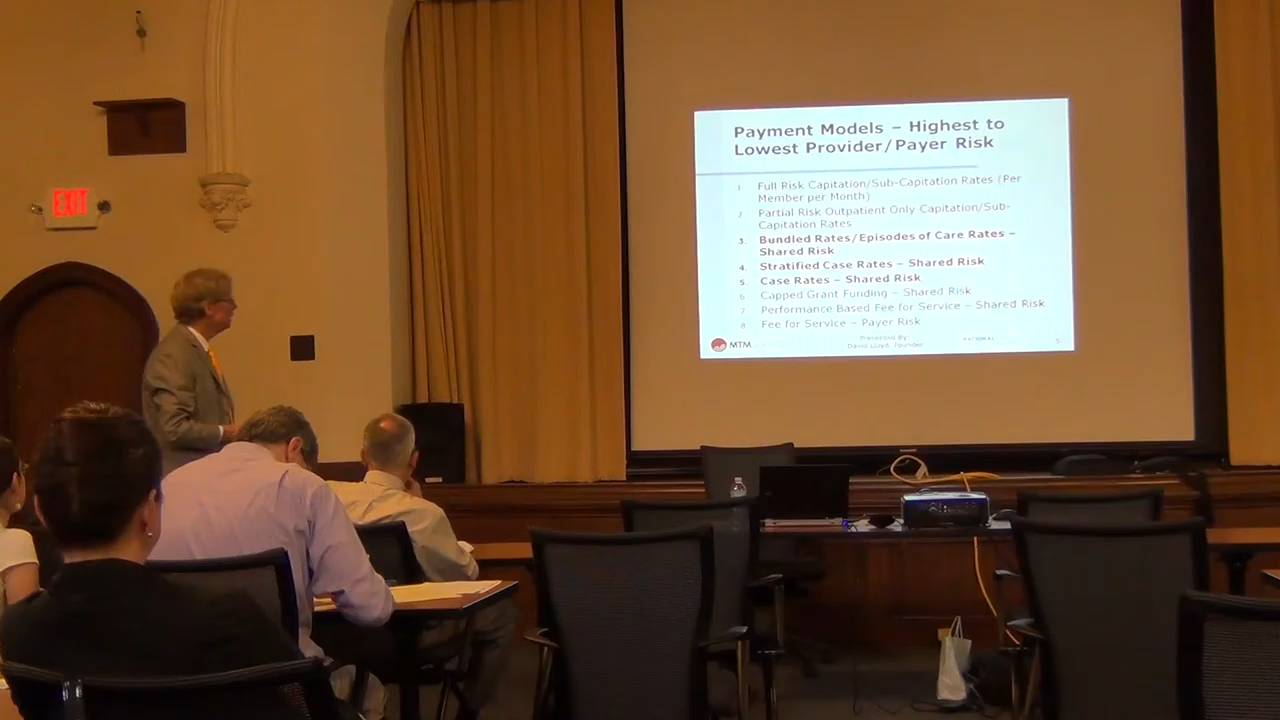 EXIT
Payment Models – Highest to
Lowest Provider/Payer Risk
1. Full Risk Capitation/Sub-Capitation Rates (Per
Member per Month)
2. Partial Risk Outpatient Only Capitation/Sub-
Capitation Rates
3. Bundled Rates/Episodes of Care Rates –
Shared Risk
4. Stratified Case Rates – Shared Risk
5. Case Rates – Shared Risk
6. Capped Grant Funding – Shared Risk
7. Performance Based Fee for Service – Shared Risk
8. Fee for Service – Payer Risk
MTM
Presented By:
David Lloyd, Founder
NATIONAL
5